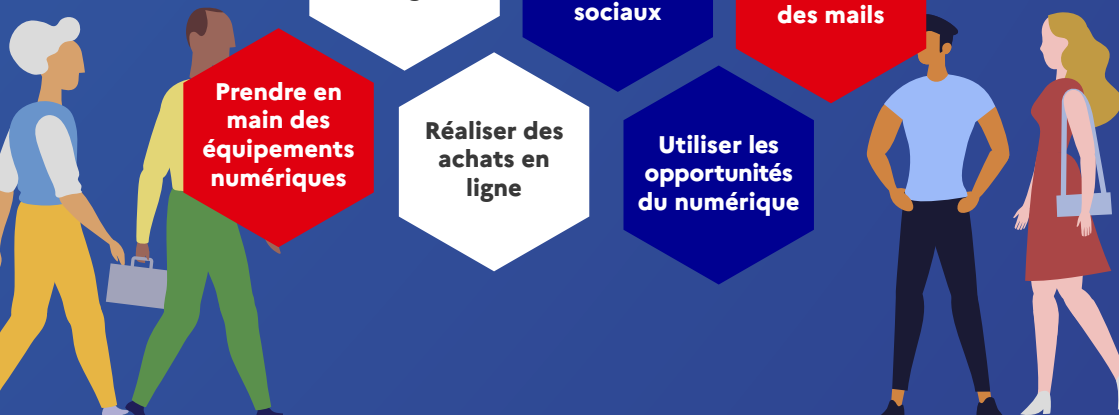 sociaux
des mails
Prendre en
main des
équipements
numériques
Réaliser des
achats en
ligne
Utiliser les
opportunités
du numérique